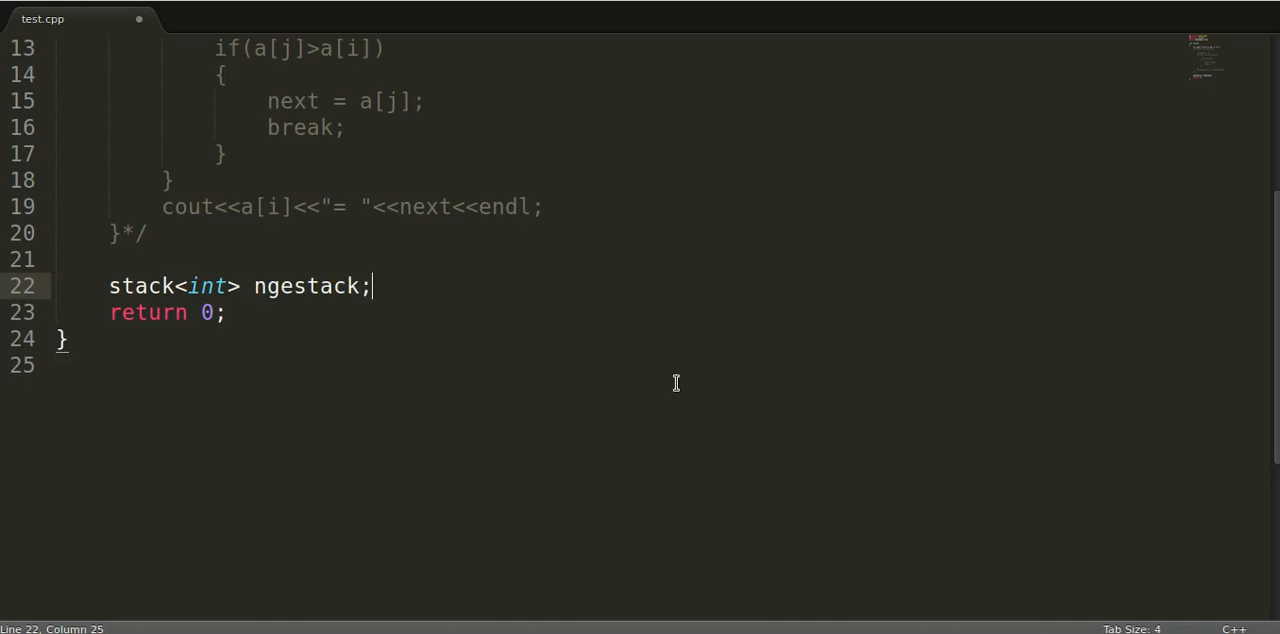 test.cpp
13 if(a[j]>a[i])
14 {
15 next = a[j];
16 break;
17 }
18 }
19 cout<<a[i]<<"= "<<next<<endl;
20 }*/
21
22 stack<int> ngestack;
23 return 0;
24 }
25
Line 22, Column 25 Tab Size: 4 C++